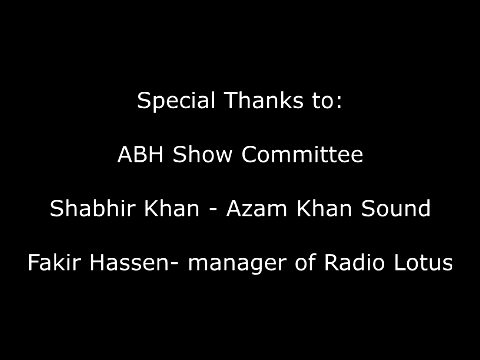 Special Thanks to:
ABH Show Committee
Shabhir Khan - Azam Khan Sound
Fakir Hassen- manager of Radio Lotus